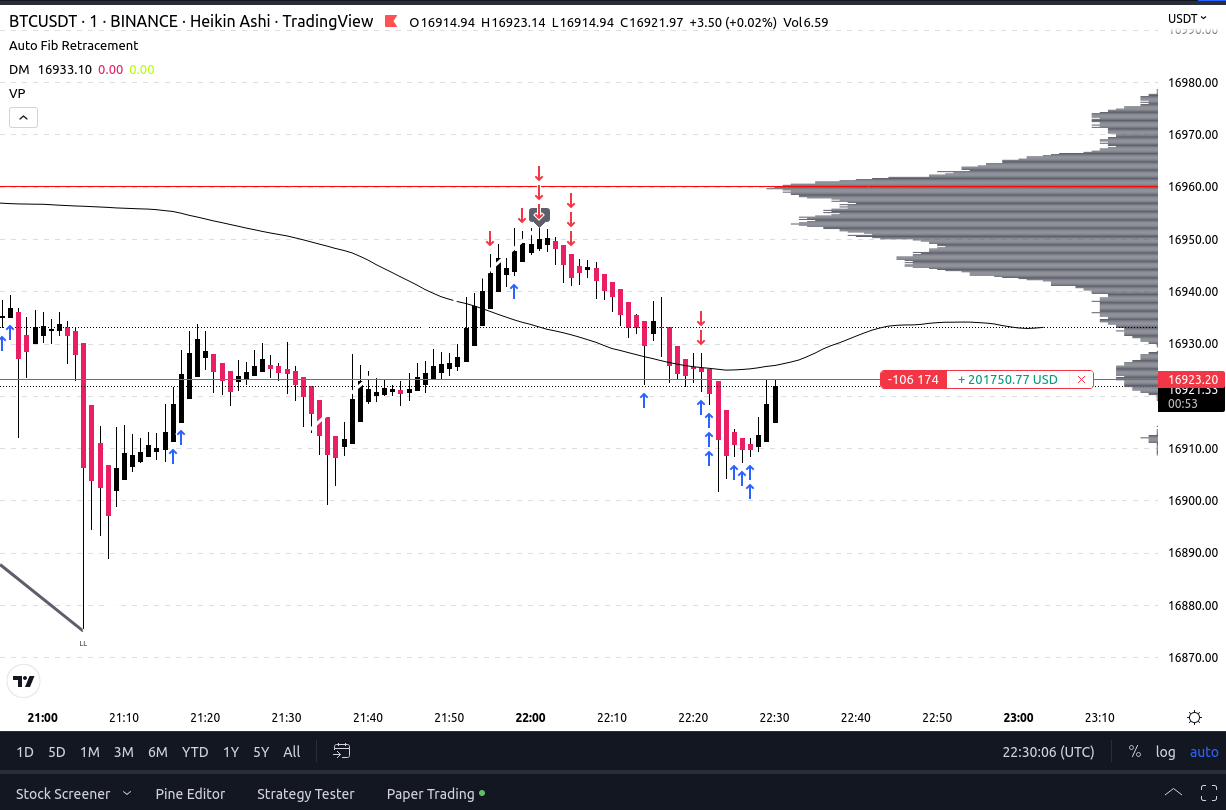 BTCUSDT · 1 · BINANCE · Heikin Ashi · TradingView O16914.94 H16923.14 L16914.94 C16921.97 +3.50 (+0.02%) Vol6.59
USDT
16990.00
Auto Fib Retracement
DM 16933.10 0.00 0.00
VP
16980.00
16970.00
16960.00
16950.00
16940.00
16930.00
-106 174 + 201750.77 USD
16923.20
16921.55
00:53
16910.00
16900.00
16890.00
16880.00
LL
16870.00
21:00 21:10 21:20 21:30 21:40 21:50 22:00 22:10 22:20 22:30 22:40 22:50 23:00 23:10
1D 5D 1M 3M 6M YTD 1Y 5Y All 22:30:06 (UTC) % log auto
Stock Screener Pine Editor Strategy Tester Paper Trading